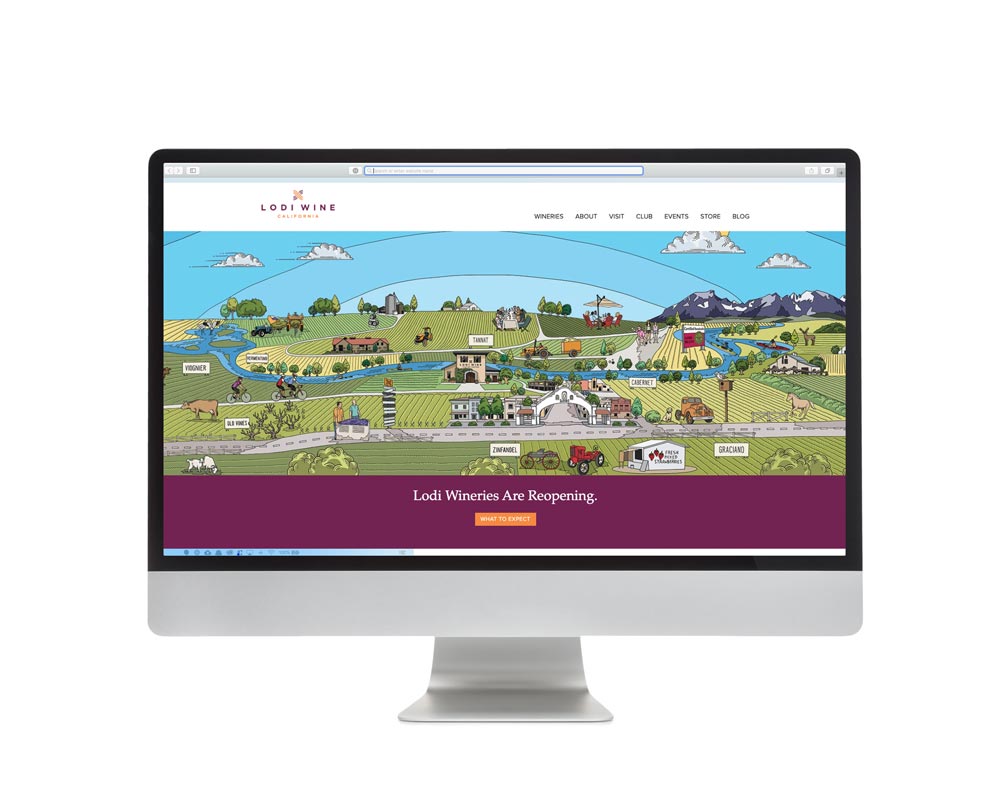 Search or enter website name
LODI WINE
CALIFORNIA
WINERIES ABOUT VISIT CLUB EVENTS STORE BLOG
TANNAT
VERMENTINO
VIOGNIER
CABERNET
OLD VINES
ZINFANDEL
GRACIANO
FRESH
PICKED
STRAWBERRIES
Lodi Wineries Are Reopening.
WHAT TO EXPECT